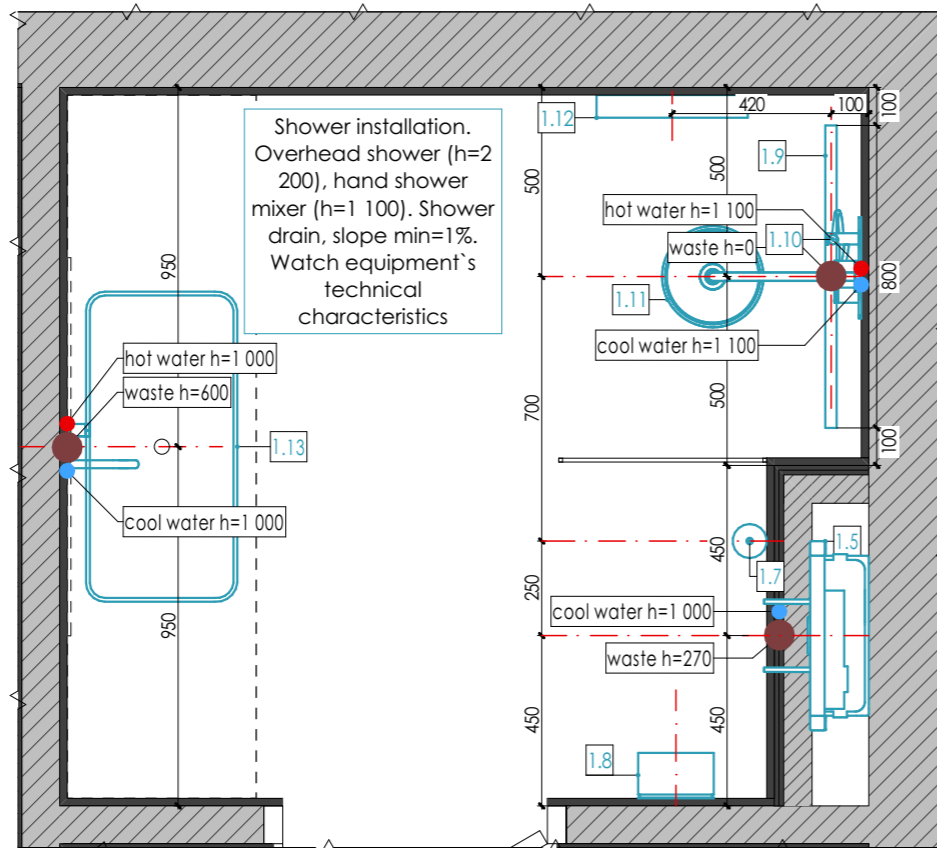 420
100
100
1.12
Shower installation.
Overhead shower (h=2
200), hand shower
mixer (h=1 100). Shower
drain, slope min=1%.
Watch equipment`s
technical
characteristics
500
500
1.9
hot water h=1 100
waste h=0
1.10
950
800
1.11
cool water h=1 100
hot water h=1 000
waste h=600
500
700
1.13
100
cool water h=1 000
450
1.5
1.7
250
cool water h=1 000
950
waste h=270
450
450
1.8